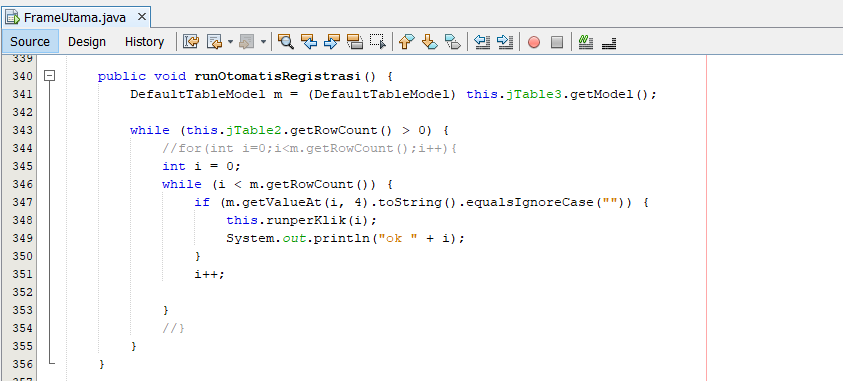 FrameUtama.java
Source Design History
339
340 public void runOtomatisRegistrasi() {
341 DefaultTableModel m = (DefaultTableModel) this.jTable3.getModel();
342
343 while (this.jTable2.getRowCount() > 0) {
344 //for(int i=0;i<m.getRowCount();i++){
345 int i = 0;
346 while (i < m.getRowCount()) {
347 if (m.getValueAt(i, 4).toString().equalsIgnoreCase("")) {
348 this.runperKlik(i);
349 System.out.println("ok " + i);
350 }
351 i++;
352
353 }
354 //}
355 }
356 }